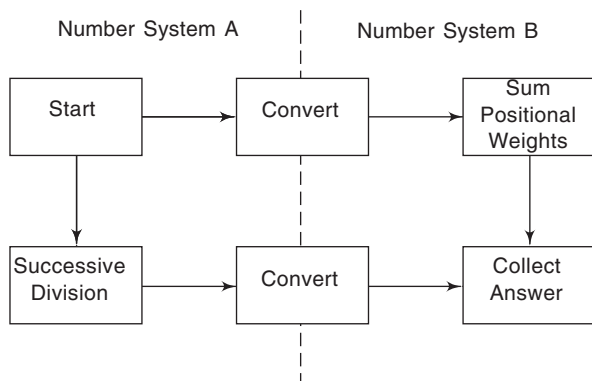 Number System A
Number System B
Start
Convert
Sum
Positional
Weights
Successive
Division
Convert
Collect
Answer